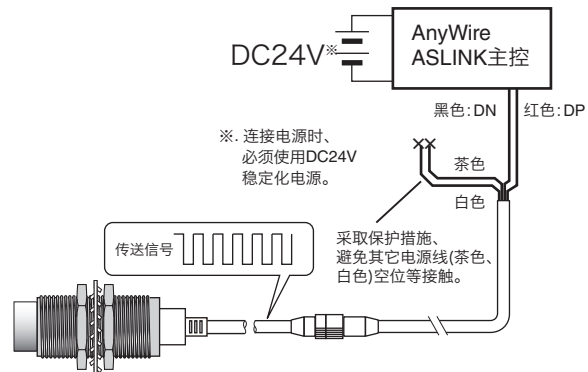 AnyWire
ASLINK主控
DC24V※
黑色:DN
红色:DP
※. 连接电源时、
必须使用DC24V
稳定化电源。
茶色
白色
采取保护措施、
避免其它电源线(茶色、
白色)空位等接触。
传送信号